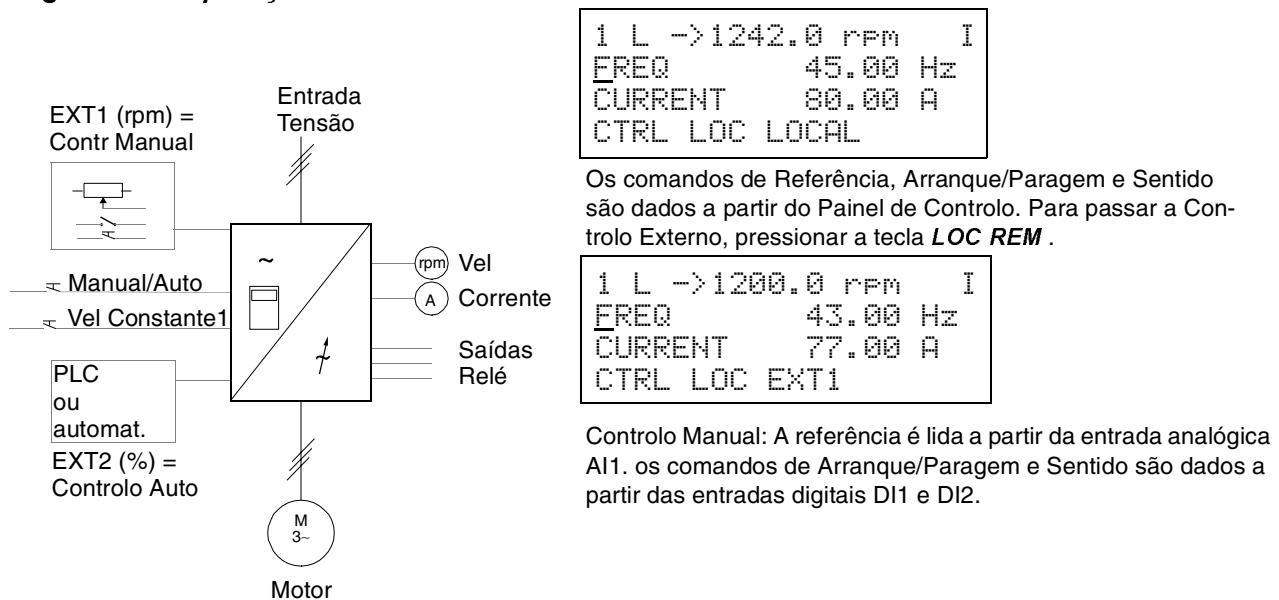 EXT1 (rpm) =
Contr Manual
Entrada
Tensão
~
Manual/Auto
Vel Constante1
PLC
ou
automat.
EXT2 (%) =
Controlo Auto
rpm Vel
A Corrente
Saídas
Relé
M
3~
Motor
1 L ->1242.0 rpm I
FREQ 45.00 Hz
CURRENT 80.00 A
CTRL LOC LOCAL
Os comandos de Referência, Arranque/Paragem e Sentido
são dados a partir do Painel de Controlo. Para passar a Con-
trolo Externo, pressionar a tecla LOC REM .
1 L ->1200.0 rpm I
FREQ 43.00 Hz
CURRENT 77.00 A
CTRL LOC EXT1
Controlo Manual: A referência é lida a partir da entrada analógica
AI1. os comandos de Arranque/Paragem e Sentido são dados a
partir das entradas digitais DI1 e DI2.